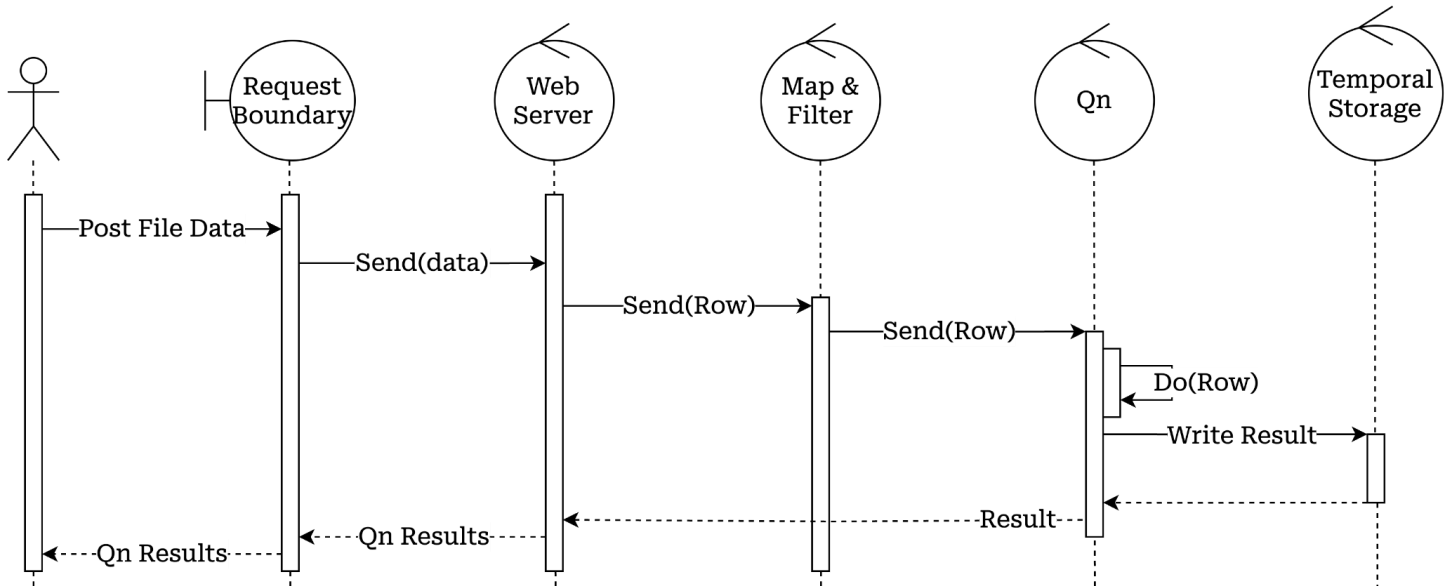 Request
Boundary
Web
Server
Map &
Filter
Qn
Temporal
Storage
Post File Data
Send(data)
Send(Row)
Send(Row)
Do(Row)
Write Result
Result
Qn Results
Qn Results